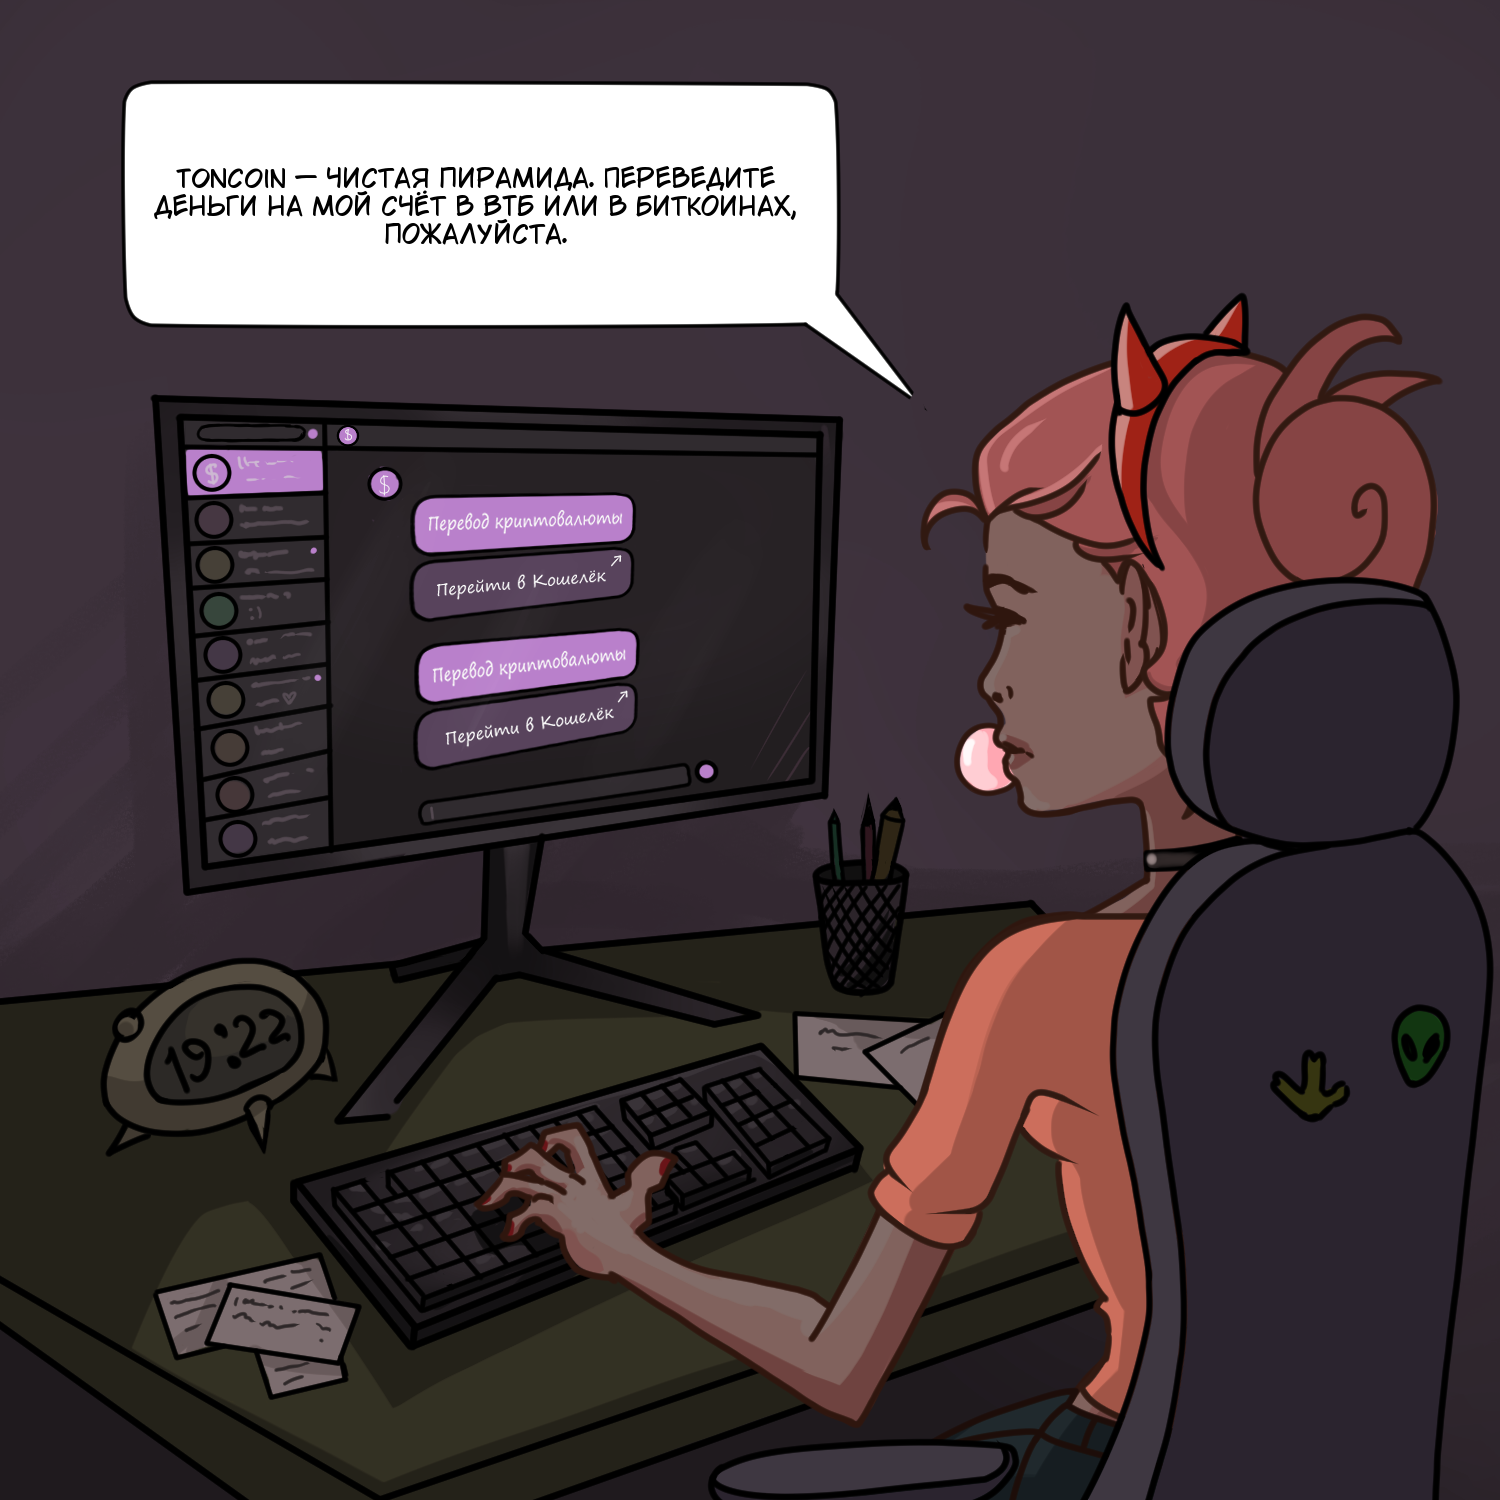 TONCOIN — ЧИСТАЯ ПИРАМИДА. ПЕРЕВЕДИТЕ
ДЕНЬГИ НА МОЙ СЧЁТ В ВТБ ИЛИ В БИТКОИНАХ,
ПОЖАЛУЙСТА.
$
$
$
Перевод криптовалюты
Перейти в Кошелёк
:)
Перевод криптовалюты
Перейти в Кошелёк
19:22